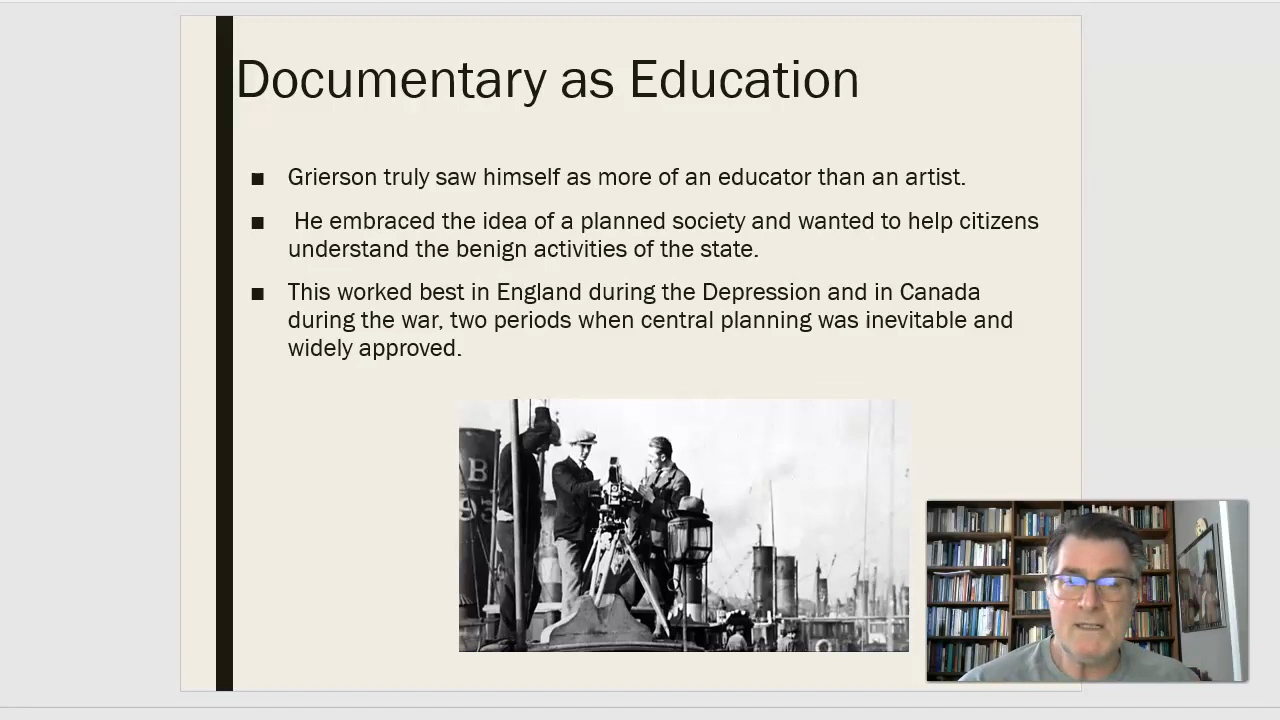 Documentary as Education
■ Grierson truly saw himself as more of an educator than an artist.
■ He embraced the idea of a planned society and wanted to help citizens
understand the benign activities of the state.
■ This worked best in England during the Depression and in Canada
during the war, two periods when central planning was inevitable and
widely approved.
B
93